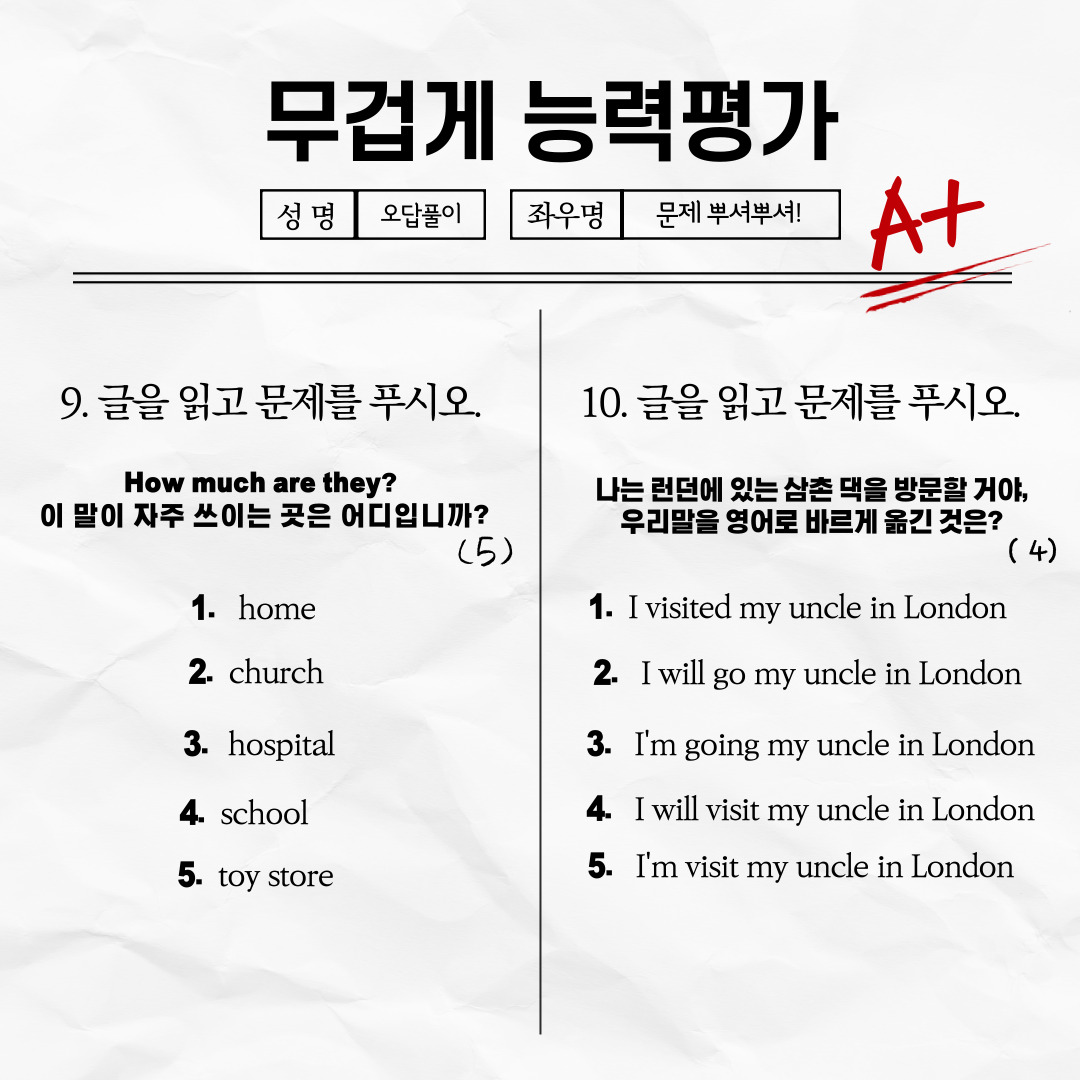 무겁게 능력평가
성 명 오답풀이 좌우명 문제 뿌셔뿌셔!
A+
9. 글을 읽고 문제를 푸시오.
How much are they?
이 말이 자주 쓰이는 곳은 어디입니까?
(5)
1. home
2. church
3. hospital
4. school
5. toy store
10. 글을 읽고 문제를 푸시오.
나는 런던에 있는 삼촌 댁을 방문할 거야,
우리말을 영어로 바르게 옮긴 것은?
( 4)
1. I visited my uncle in London
2. I will go my uncle in London
3. I'm going my uncle in London
4. I will visit my uncle in London
5. I'm visit my uncle in London